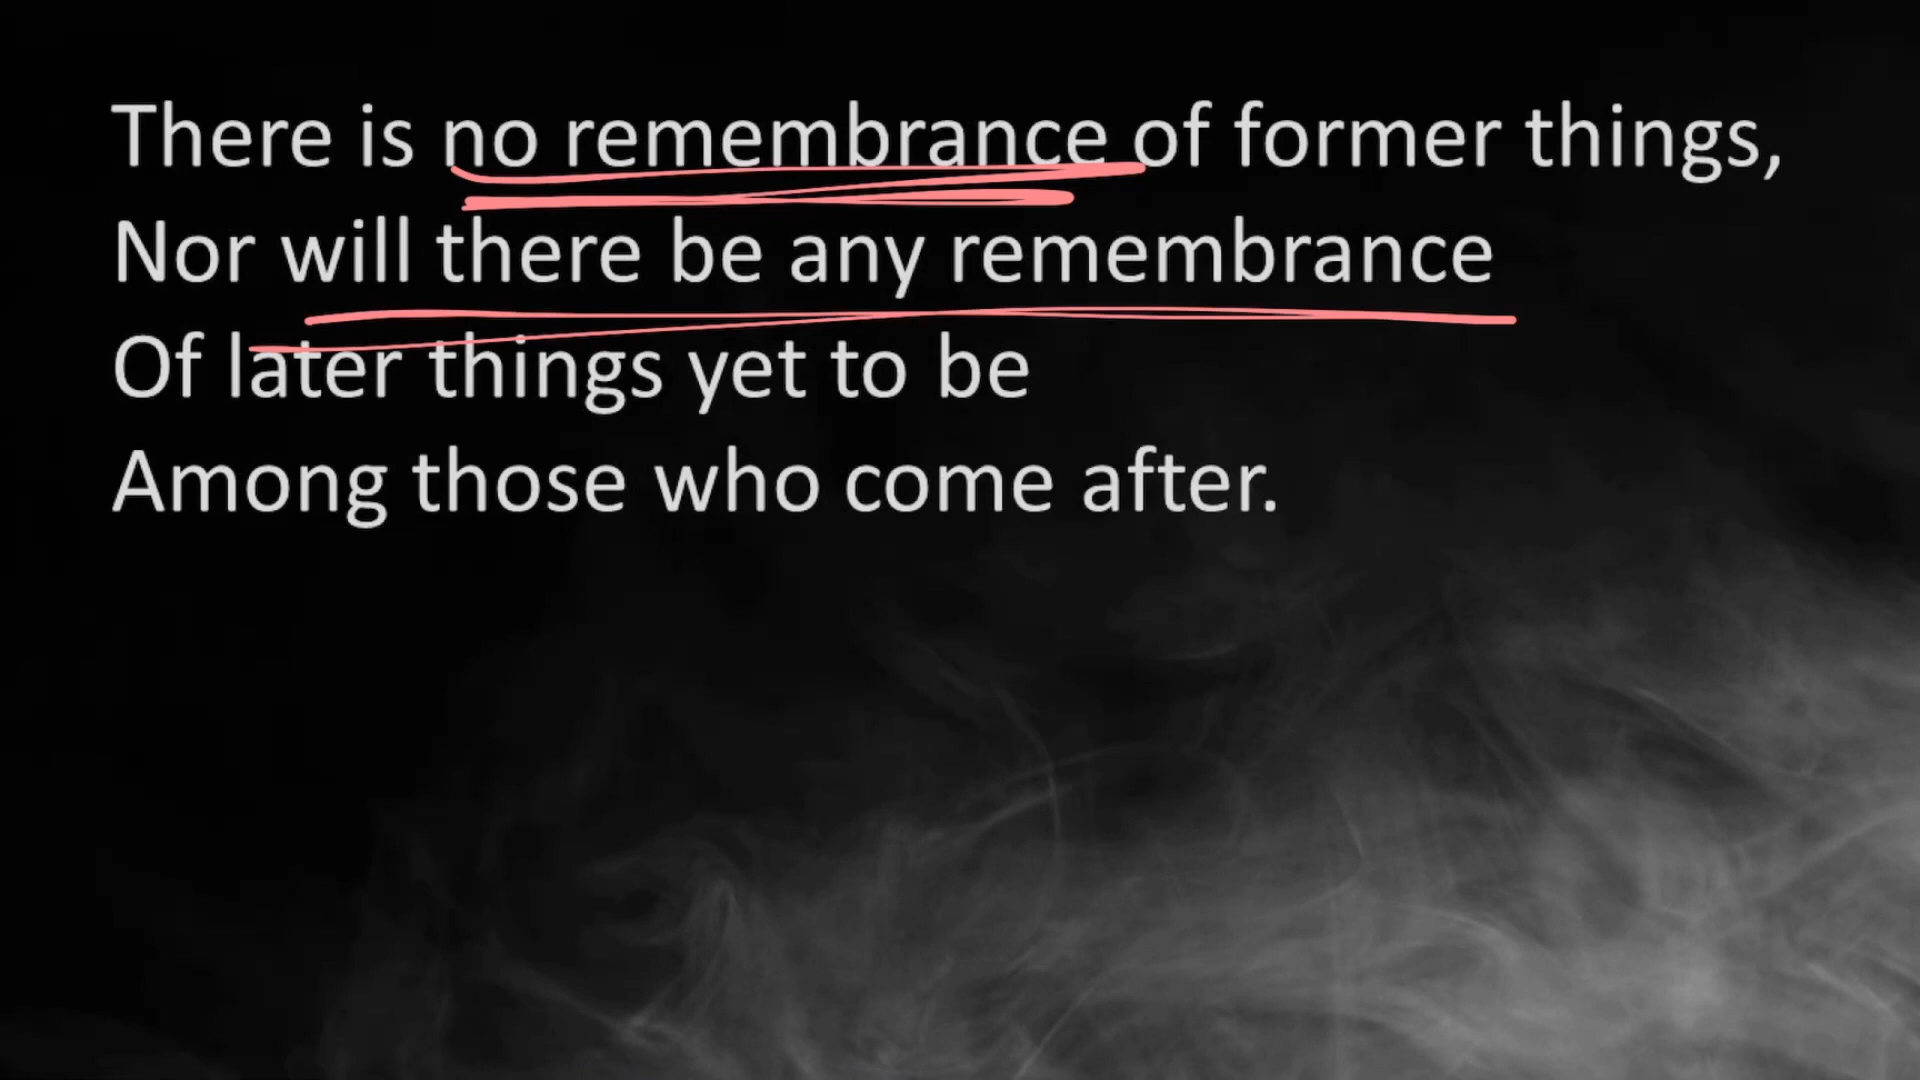 There is no remembrance of former things,
Nor will there be any remembrance
Of later things yet to be
Among those who come after.